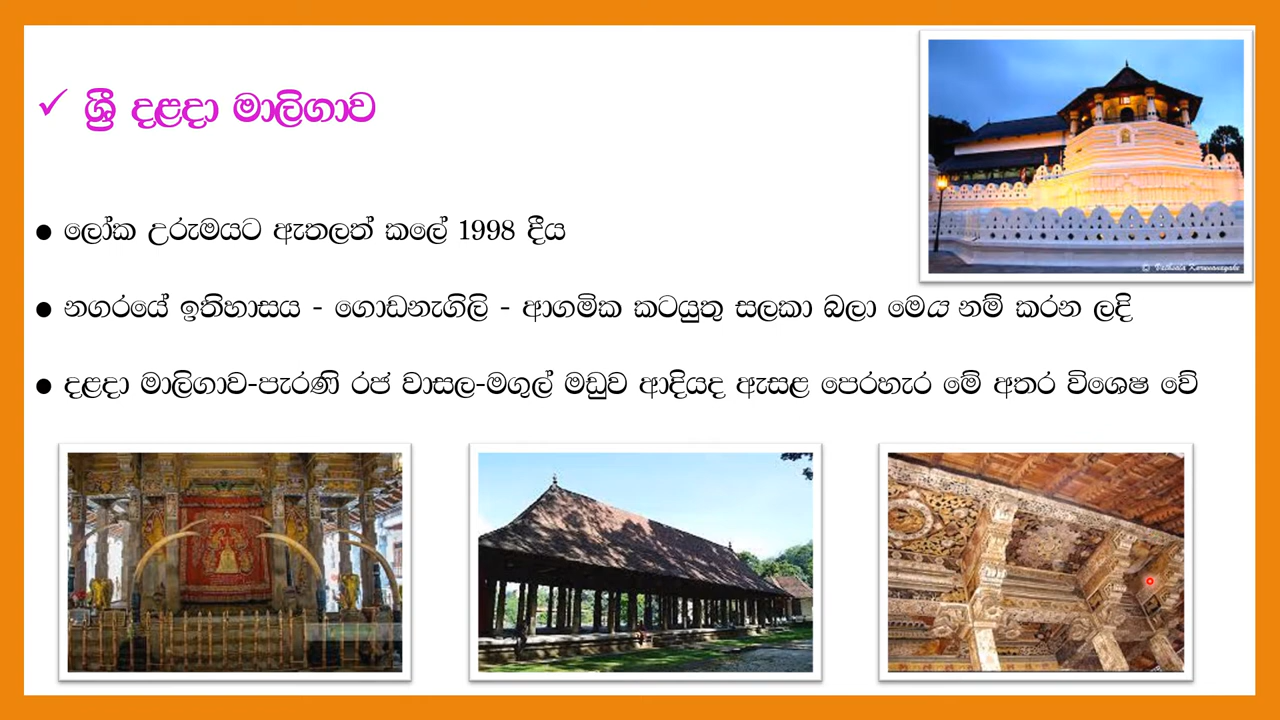 ✓ ශ්‍රී දළදා මාලිගාව
• ලෝක උරුමයට ඇතලත් කලේ 1998 දීය
• නගරයේ ඉතිහාසය - ගොඩනැගිලි - ආගමික කටයුතු සලකා බලා මෙය නම් කරන ලදි
• දළදා මාලිගාව-පැරණි රජ වාසල-මගුල් මඩුව ආදියද ඇසළ පෙරහැර මේ අතර විශෙෂ වේ